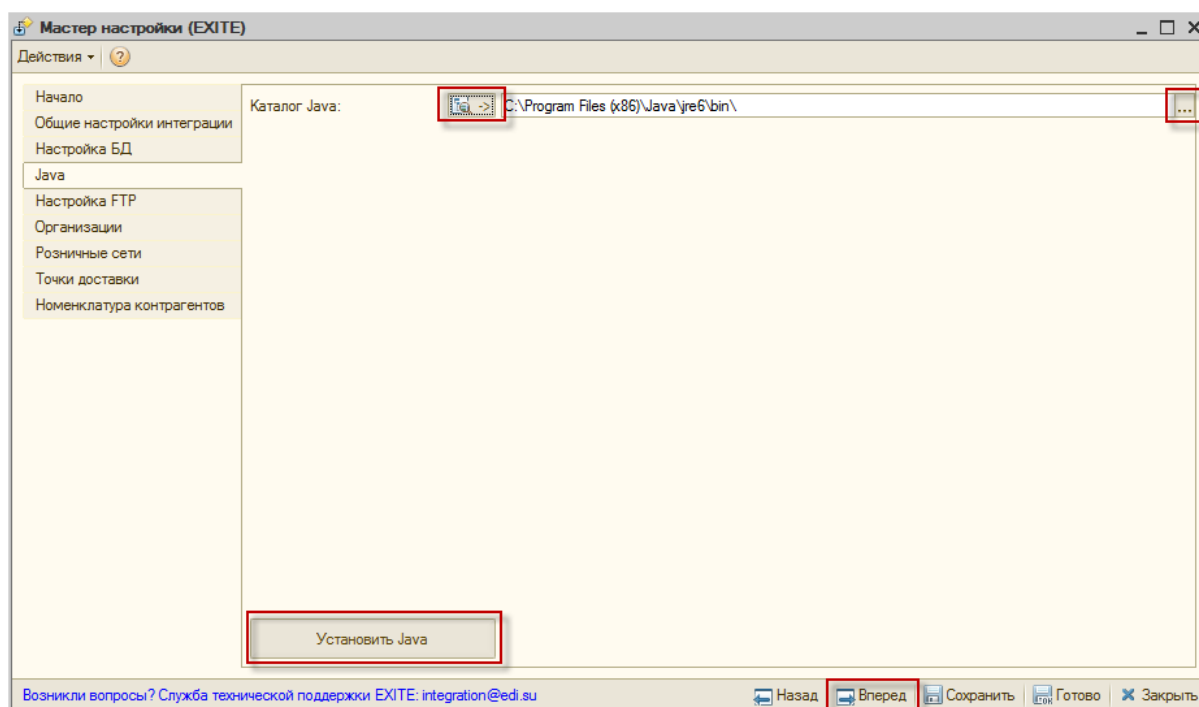 Мастер настройки (EXITE)
Действия
Начало
Общие настройки интеграции
Настройка БД
Java
Настройка FTP
Организации
Розничные сети
Точки доставки
Номенклатура контрагентов
Каталог Java: -> C:\Program Files (x86)\Java\jre6\bin\ ...
Установить Java
Возникли вопросы? Служба технической поддержки EXITE: integration@edi.su Назад Вперед Сохранить Готово Закрыть